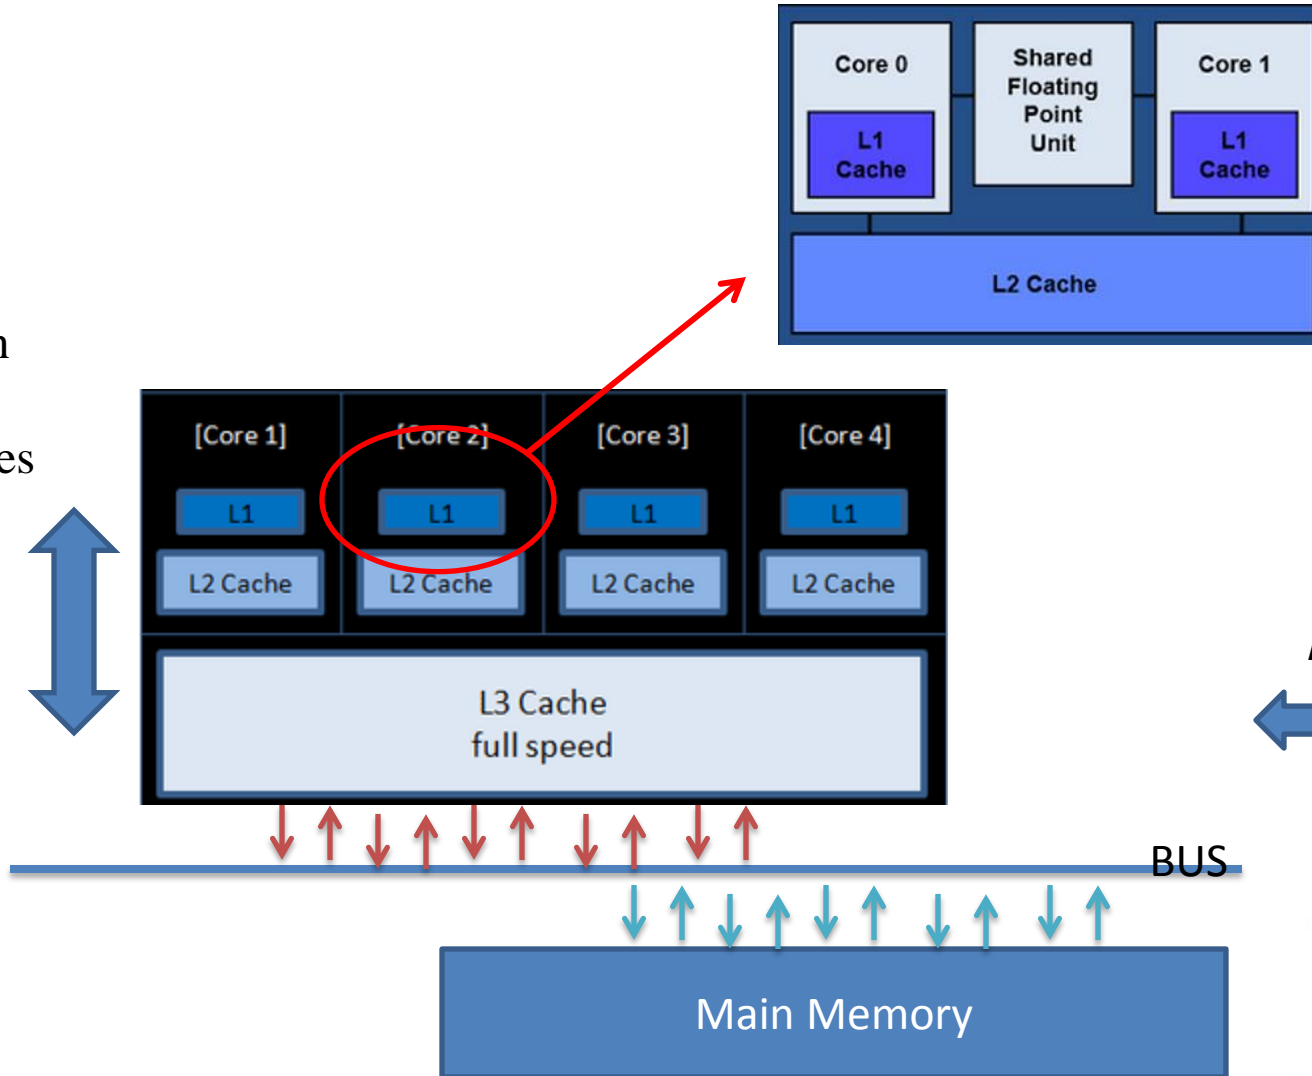 Core 0
Shared
Floating
Point
Unit
Core 1
L1
Cache
L1
Cache
L2 Cache
n
es
[Core 1]
[Core 2]
[Core 3]
[Core 4]
L1
L1
L1
L1
L2 Cache
L2 Cache
L2 Cache
L2 Cache
L3 Cache
full speed
BUS
Main Memory